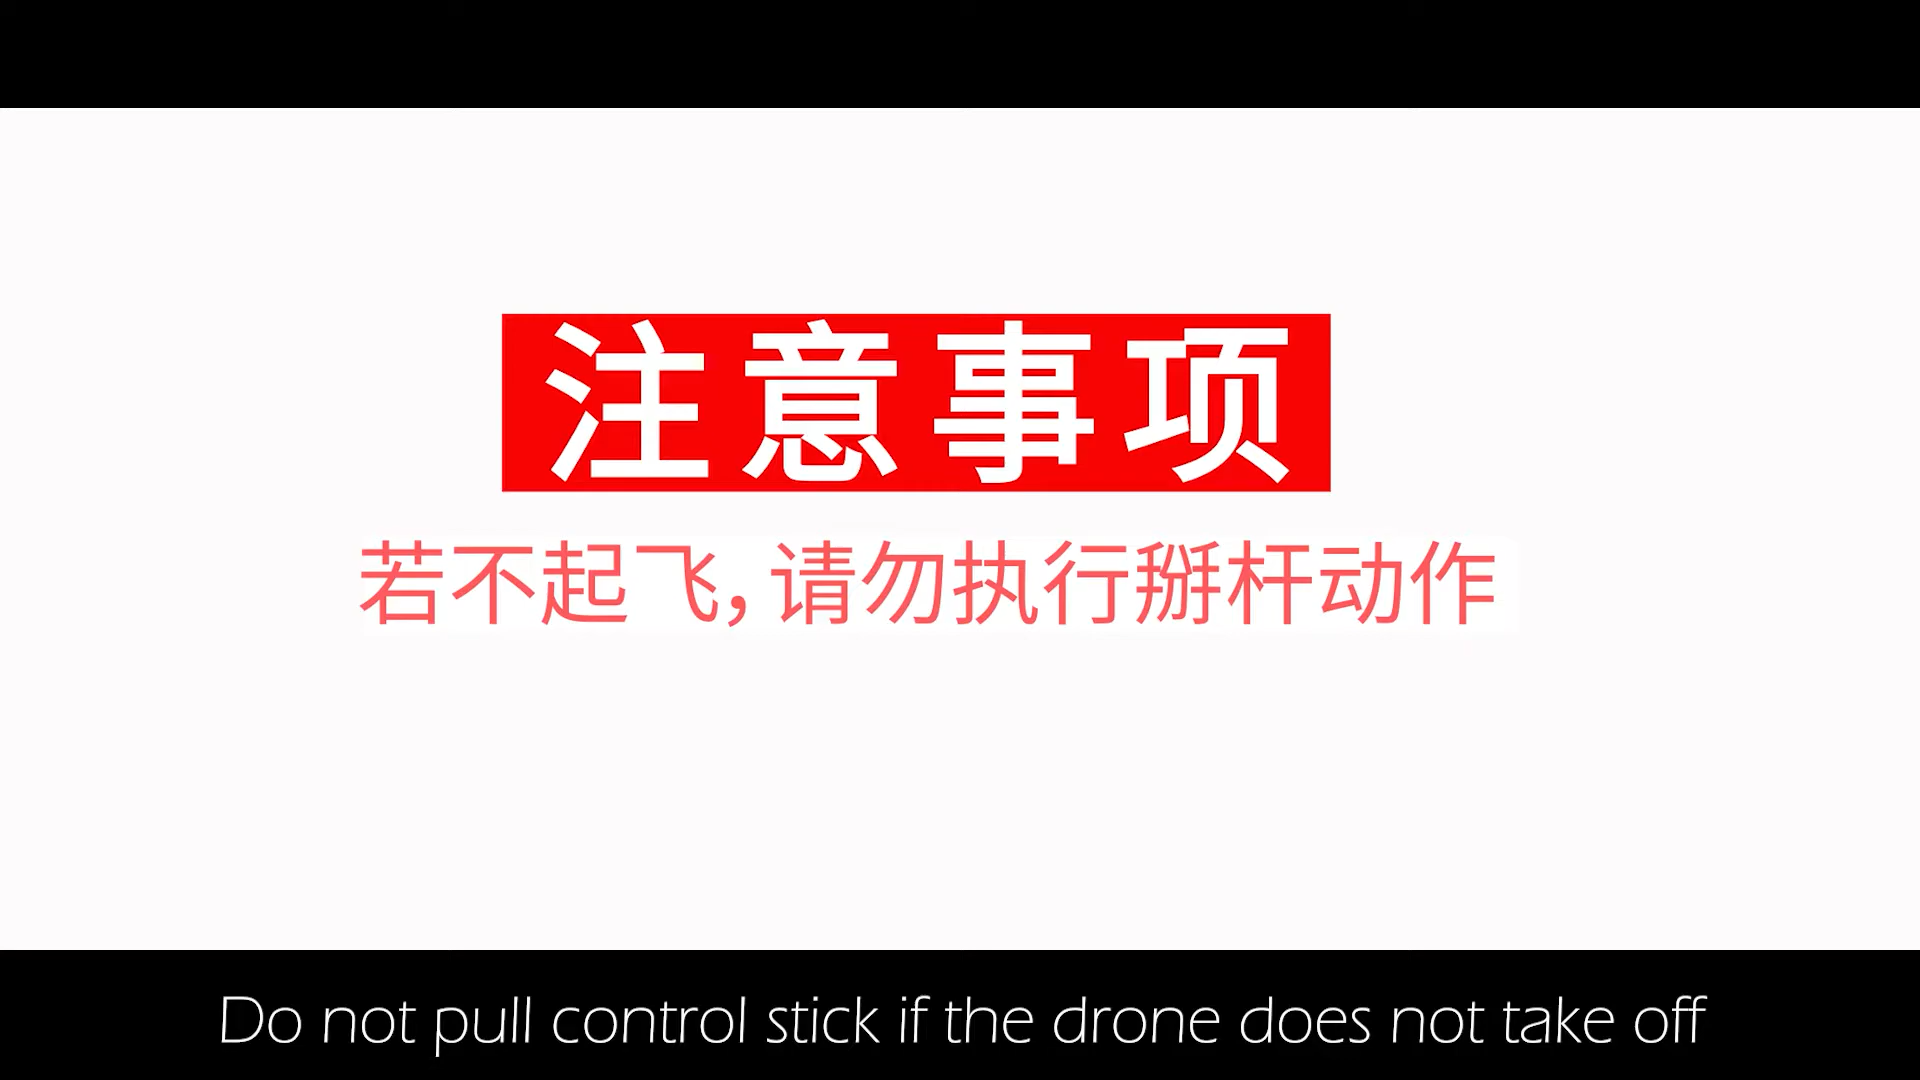 注意事项
若不起飞，请勿执行掰杆动作
Do not pull control stick if the drone does not take off